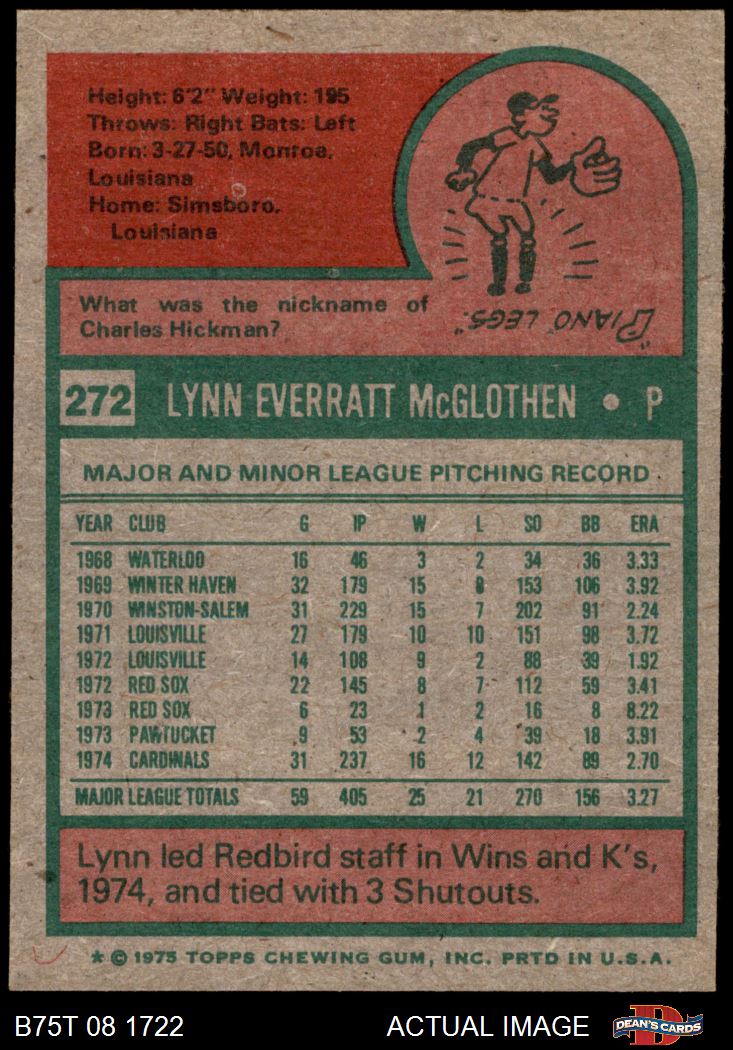 Height: 6'2" Weight: 195
Throws: Right Bats: Left
Born: 3-27-50, Monroe,
Louisiana
Home: Simsboro,
Louisiana
What was the nickname of
Charles Hickman?
"PIANO LEGS."
272 LYNN EVERRATT McGLOTHEN • P
MAJOR AND MINOR LEAGUE PITCHING RECORD
YEAR CLUB G IP W L SO BB ERA
1968 WATERLOO 16 46 3 2 34 36 3.33
1969 WINTER HAVEN 32 179 15 8 153 106 3.92
1970 WINSTON-SALEM 31 229 15 7 202 91 2.24
1971 LOUISVILLE 27 179 10 10 151 98 3.72
1972 LOUISVILLE 14 108 9 2 88 39 1.92
1972 RED SOX 22 145 8 7 112 59 3.41
1973 RED SOX 6 23 1 2 16 8 8.22
1973 PAWTUCKET 9 53 2 4 39 18 3.91
1974 CARDINALS 31 237 16 12 142 89 2.70
MAJOR LEAGUE TOTALS 59 405 25 21 270 156 3.27
Lynn led Redbird staff in Wins and K's,
1974, and tied with 3 Shutouts.
* © 1975 TOPPS CHEWING GUM, INC. PRTD IN U.S.A.
B75T 08 1722 ACTUAL IMAGE DEAN'S CARDS